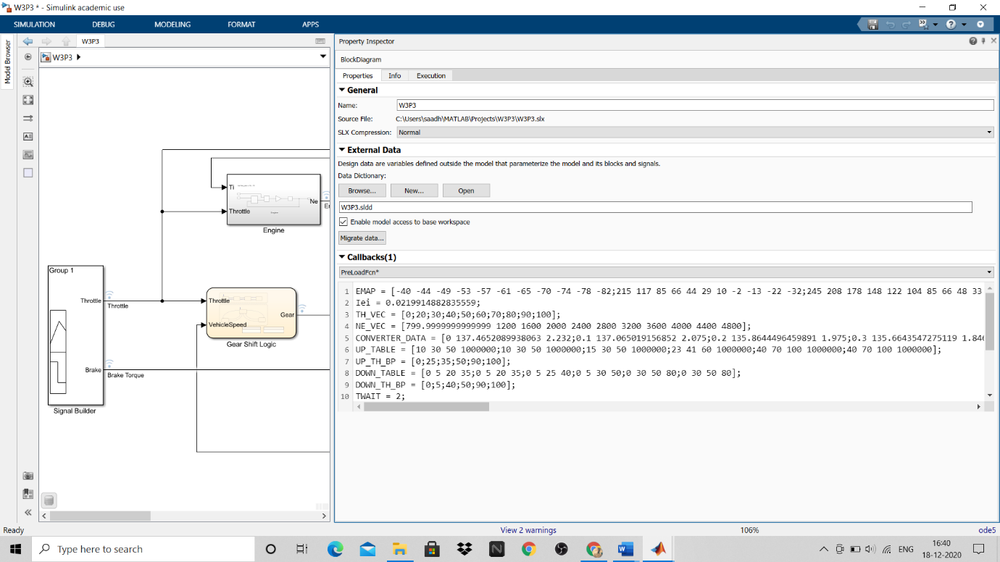 W3P3 * - Simulink academic use
SIMULATION DEBUG MODELING FORMAT APPS
Model Browser
W3P3
W3P3
Ti
Throttle
Ne
Engine
Group 1
Throttle
Throttle
Brake
Brake Torque
Signal Builder
Throttle
VehicleSpeed
Gear
Gear Shift Logic
Property Inspector
BlockDiagram
Properties Info Execution
General
Name: W3P3
Source File: C:\Users\saadh\MATLAB\Projects\W3P3\W3P3.slx
SLX Compression: Normal
External Data
Design data are variables defined outside the model that parameterize the model and its blocks and signals.
Data Dictionary:
Browse... New... Open
W3P3.sldd
Enable model access to base workspace
Migrate data...
Callbacks(1)
PreLoadFcn*
1 EMAP = [-40 -44 -49 -53 -57 -61 -65 -70 -74 -78 -82;215 117 85 66 44 29 10 -2 -13 -22 -32;245 208 178 148 122 104 85 66 48 33
2 Iei = 0.0219914882835559;
3 TH_VEC = [0;20;30;40;50;60;70;80;90;100];
4 NE_VEC = [799.9999999999999 1200 1600 2000 2400 2800 3200 3600 4000 4400 4800];
5 CONVERTER_DATA = [0 137.4652089938063 2.232;0.1 137.065019156852 2.075;0.2 135.8644496459891 1.975;0.3 135.6643547275119 1.846
6 UP_TABLE = [10 30 50 1000000;10 30 50 1000000;15 30 50 1000000;23 41 60 1000000;40 70 100 1000000;40 70 100 1000000];
7 UP_TH_BP = [0;25;35;50;90;100];
8 DOWN_TABLE = [0 5 20 35;0 5 20 35;0 5 25 40;0 5 30 50;0 30 50 80;0 30 50 80];
9 DOWN_TH_BP = [0;5;40;50;90;100];
10 TWAIT = 2;
Ready View 2 warnings 106% ode5
Type here to search
ENG
16:40
18-12-2020